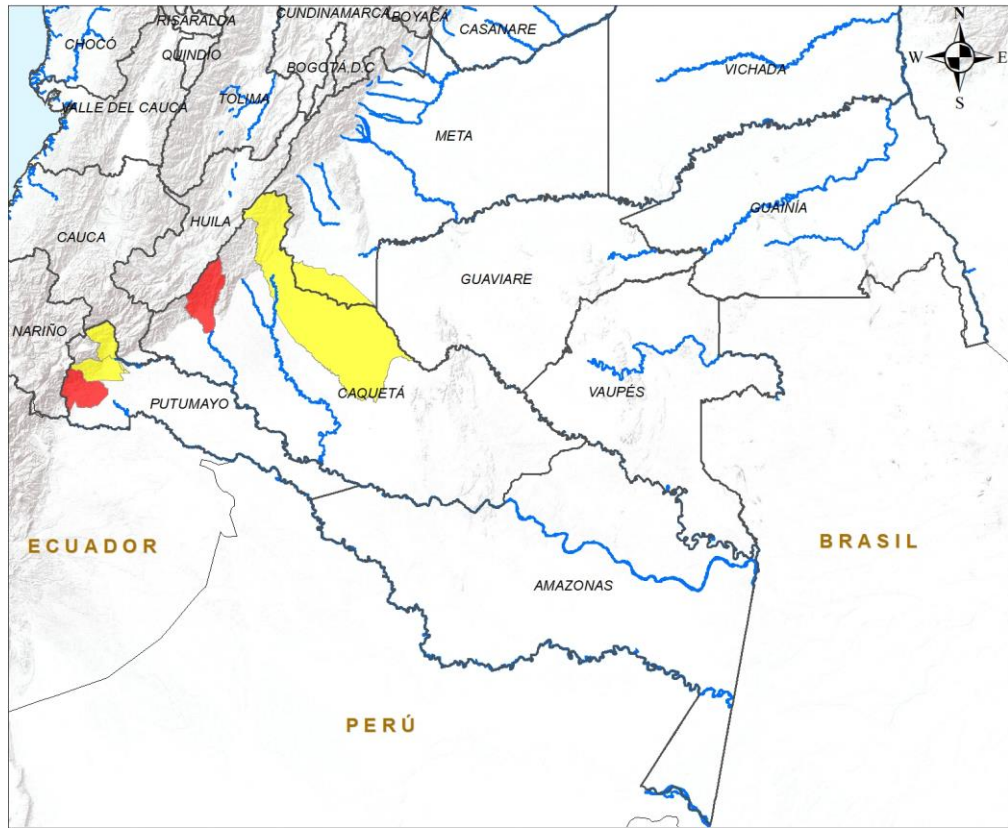 RISARALDA
CUNDINAMARCA
BOYACÁ
CASANARE
N
CHOCÓ
QUINDÍO
BOGOTÁ D.C
W
E
VICHADA
TOLIMA
S
VALLE DEL CAUCA
META
GUAINÍA
HUILA
CAUCA
GUAVIARE
NARIÑO
CAQUETÁ
VAUPÉS
PUTUMAYO
ECUADOR
BRASIL
AMAZONAS
PERÚ